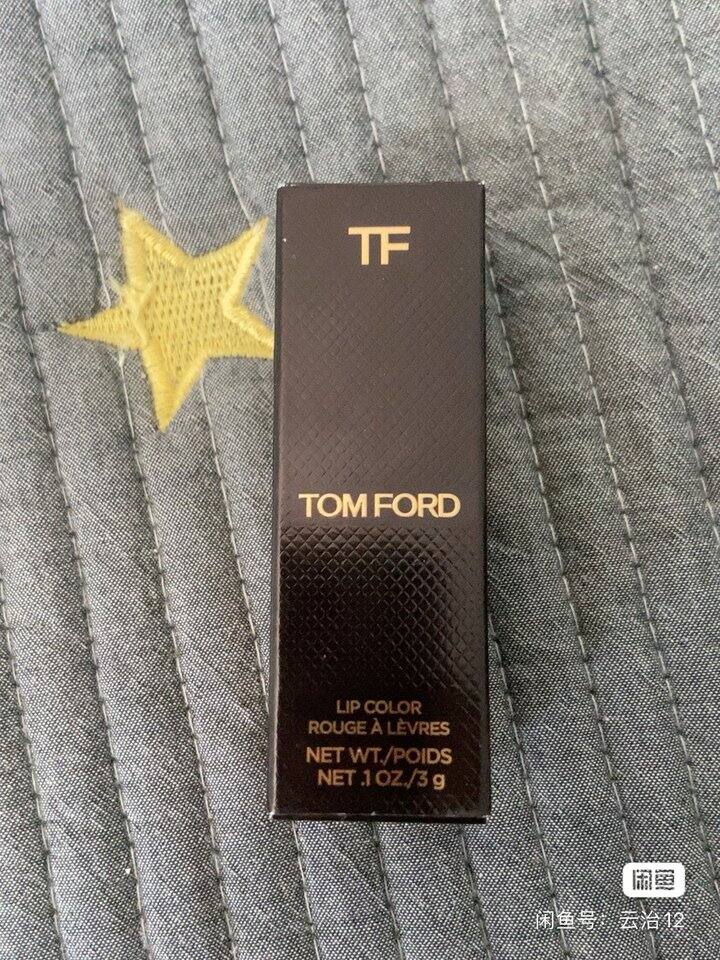 TF
TOM FORD
LIP COLOR
ROUGE À LÈVRES
NET WT./POIDS
NET .1 OZ./3 g
闲鱼
闲鱼号：云治12